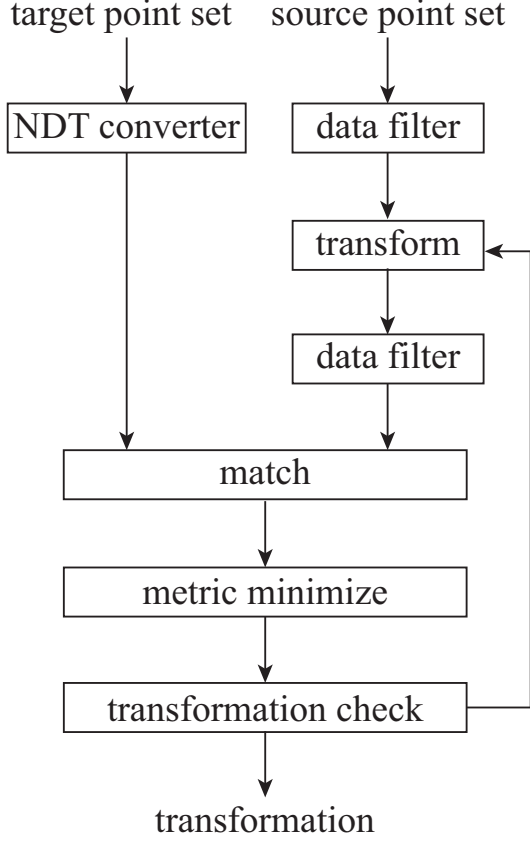 target point set
source point set
NDT converter
data filter
transform
data filter
match
metric minimize
transformation check
transformation